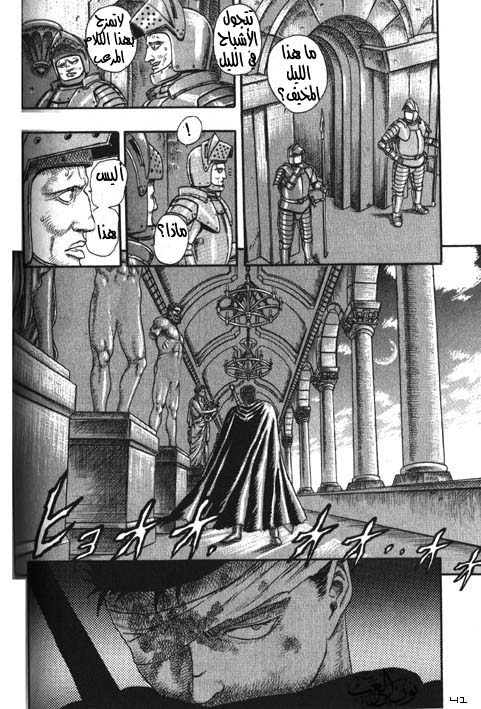 ما هذا
الليل
المخيف؟
تتجول
الأشباح
في الليل
لاتمزح
بهذا الكلام
المرعب
!
ماذا؟
أليس
هذا
ヒョオオオ.オオ..オオ
41